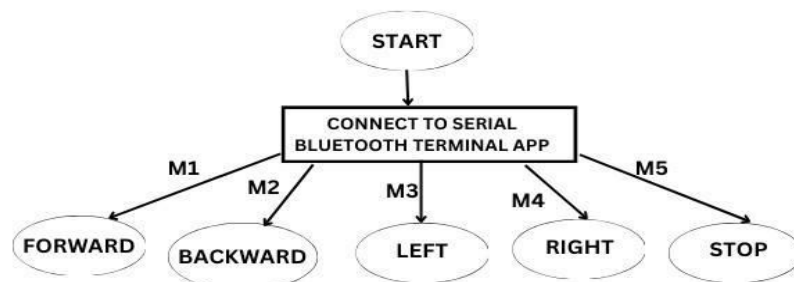 START
CONNECT TO SERIAL
BLUETOOTH TERMINAL APP
M1
M2
M3
M4
M5
FORWARD
BACKWARD
LEFT
RIGHT
STOP